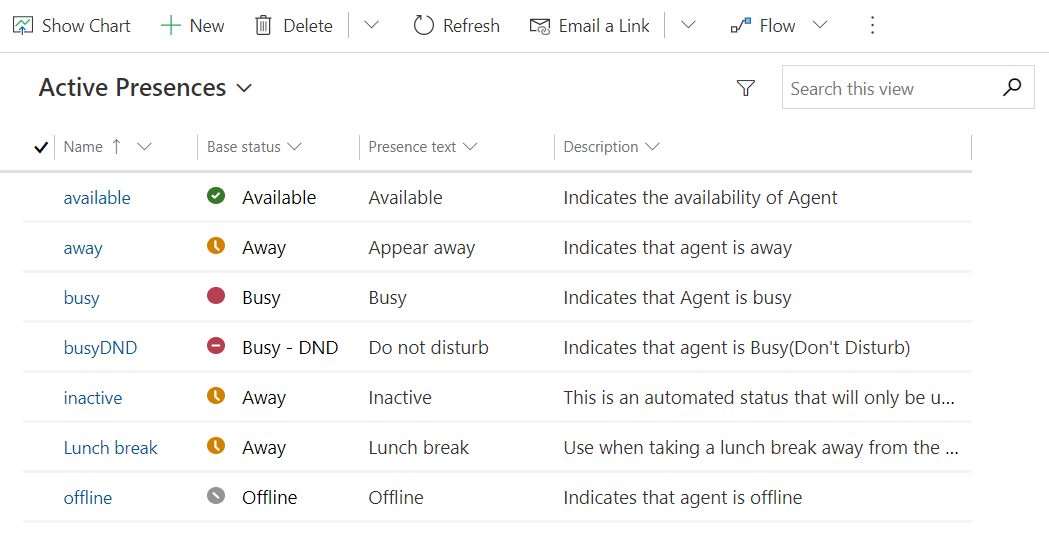 Show Chart New Delete Refresh Email a Link Flow
Active Presences Search this view
Name Base status Presence text Description
available Available Available Indicates the availability of Agent
away Away Appear away Indicates that agent is away
busy Busy Busy Indicates that Agent is busy
busyDND Busy - DND Do not disturb Indicates that agent is Busy(Don't Disturb)
inactive Away Inactive This is an automated status that will only be u...
Lunch break Away Lunch break Use when taking a lunch break away from the ...
offline Offline Offline Indicates that agent is offline